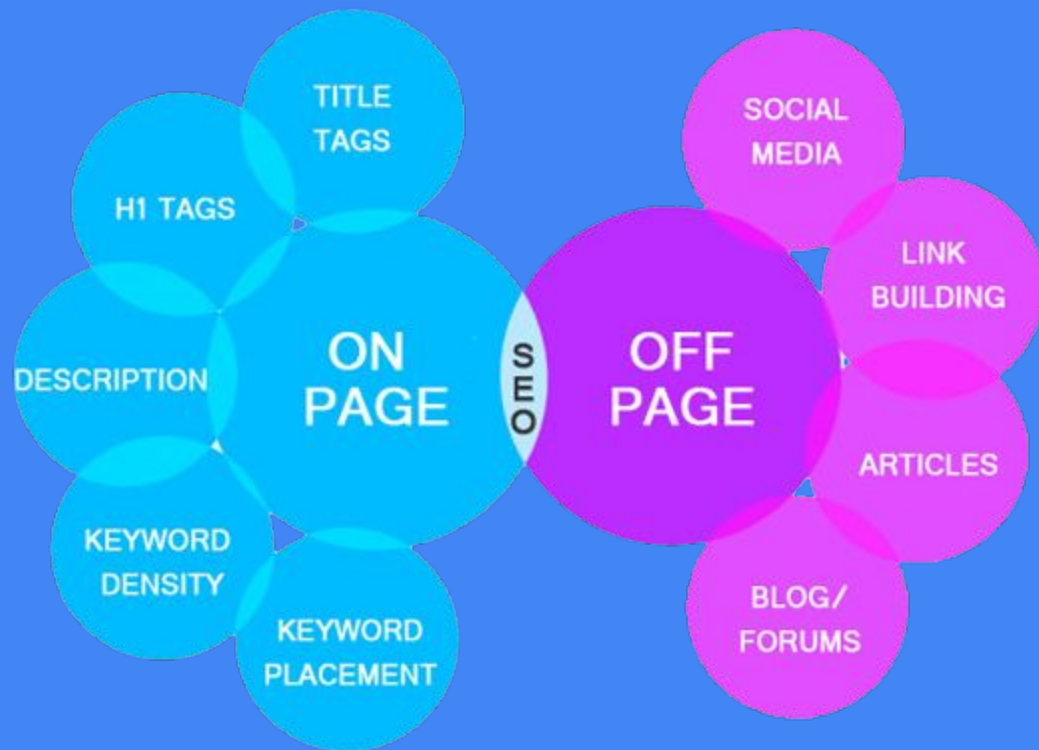 TITLE
TAGS
H1 TAGS
DESCRIPTION
KEYWORD
DENSITY
KEYWORD
PLACEMENT
ON
PAGE
S
E
O
OFF
PAGE
SOCIAL
MEDIA
LINK
BUILDING
ARTICLES
BLOG/
FORUMS